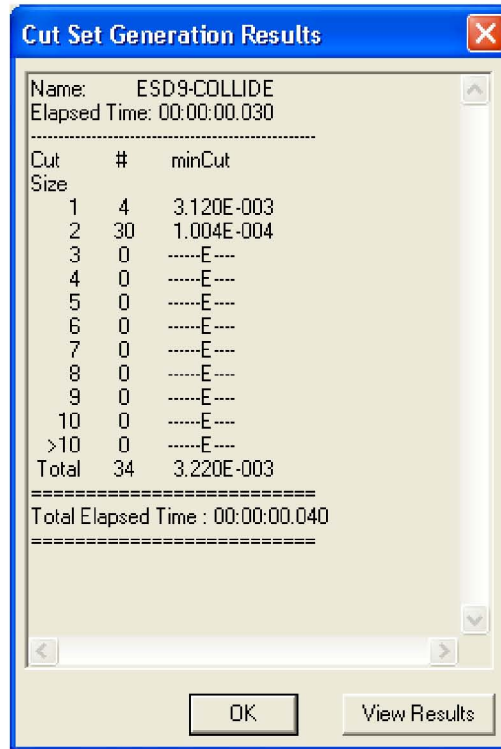 Cut Set Generation Results
Name: ESD9-COLLIDE
Elapsed Time: 00:00:00.030
----------------------------------------------------
Cut # minCut
Size
1 4 3.120E-003
2 30 1.004E-004
3 0 ------E----
4 0 ------E----
5 0 ------E----
6 0 ------E----
7 0 ------E----
8 0 ------E----
9 0 ------E----
10 0 ------E----
>10 0 ------E----
Total 34 3.220E-003
==========================
Total Elapsed Time : 00:00:00.040
==========================
OK
View Results